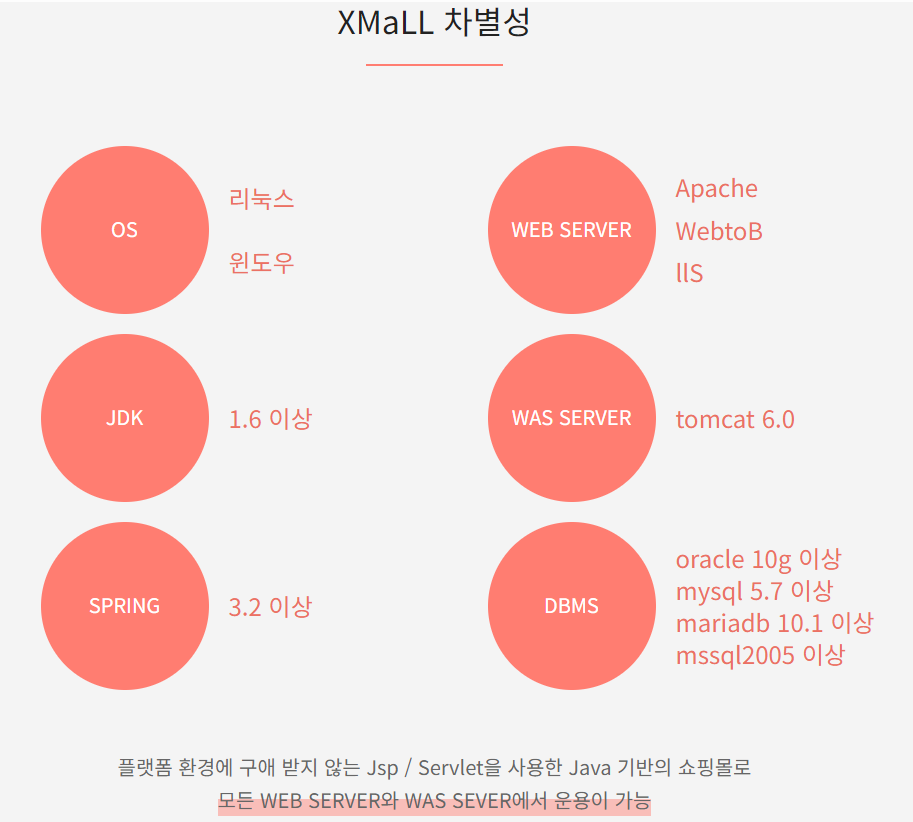 XMaLL 차별성
OS
리눅스
윈도우
WEB SERVER
Apache
WebtoB
llS
JDK
1.6 이상
WAS SERVER
tomcat 6.0
SPRING
3.2 이상
DBMS
oracle 10g 이상
mysql 5.7 이상
mariadb 10.1 이상
mssql2005 이상
플랫폼 환경에 구애 받지 않는 Jsp / Servlet을 사용한 Java 기반의 쇼핑몰로
모든 WEB SERVER와 WAS SEVER에서 운용이 가능